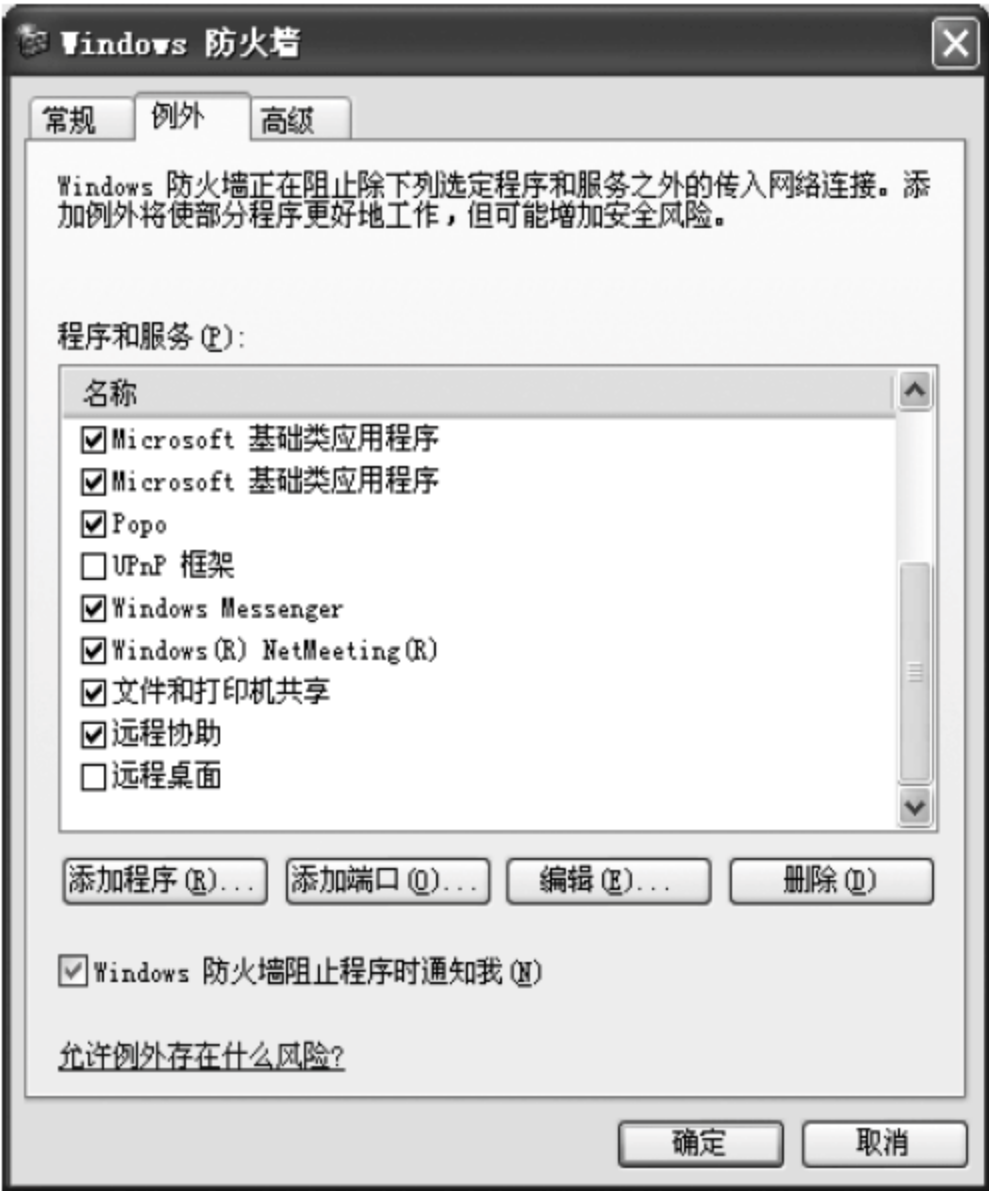 Windows 防火墙
常规 例外 高级
Windows 防火墙正在阻止除下列选定程序和服务之外的传入网络连接。添
加例外将使部分程序更好地工作，但可能增加安全风险。
程序和服务(P):
名称
Microsoft 基础类应用程序
Microsoft 基础类应用程序
Popo
UPnP 框架
Windows Messenger
Windows(R) NetMeeting(R)
文件和打印机共享
远程协助
远程桌面
添加程序(R)... 添加端口(O)... 编辑(E)... 删除(D)
Windows 防火墙阻止程序时通知我(N)
允许例外存在什么风险?
确定 取消